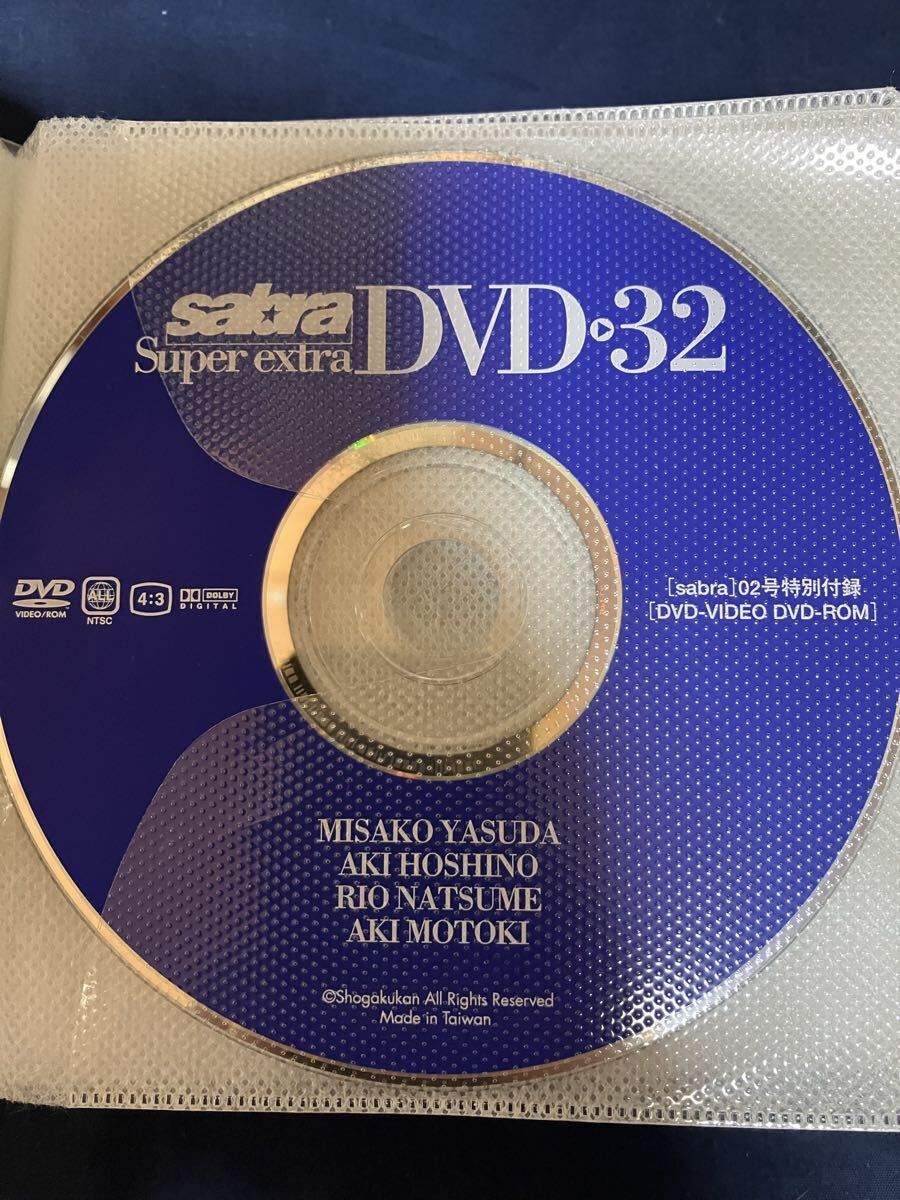 sabra
Super extra DVD 32
DVD
VIDEO/ROM
ALL
NTSC
4:3
DOLBY
DIGITAL
[sabra]02号特別付録
[DVD-VIDEO DVD-ROM]
MISAKO YASUDA
AKI HOSHINO
RIO NATSUME
AKI MOTOKI
©Shogakukan All Rights Reserved
Made in Taiwan